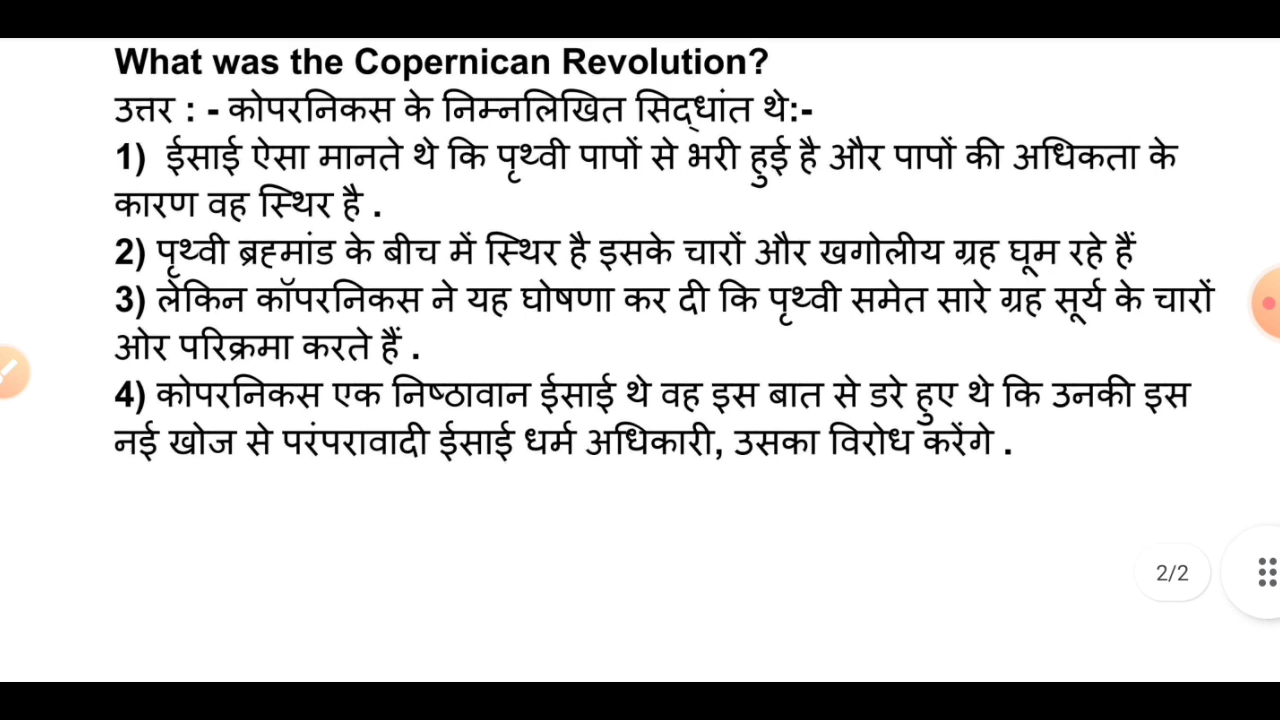 What was the Copernican Revolution?
उत्तर : - कोपरनिकस के निम्नलिखित सिद्धांत थे:-
1) ईसाई ऐसा मानते थे कि पृथ्वी पापों से भरी हुई है और पापों की अधिकता के
कारण वह स्थिर है .
2) पृथ्वी ब्रह्मांड के बीच में स्थिर है इसके चारों और खगोलीय ग्रह घूम रहे हैं
3) लेकिन कॉपरनिकस ने यह घोषणा कर दी कि पृथ्वी समेत सारे ग्रह सूर्य के चारों
ओर परिक्रमा करते हैं .
4) कोपरनिकस एक निष्ठावान ईसाई थे वह इस बात से डरे हुए थे कि उनकी इस
नई खोज से परंपरावादी ईसाई धर्म अधिकारी, उसका विरोध करेंगे .
2/2